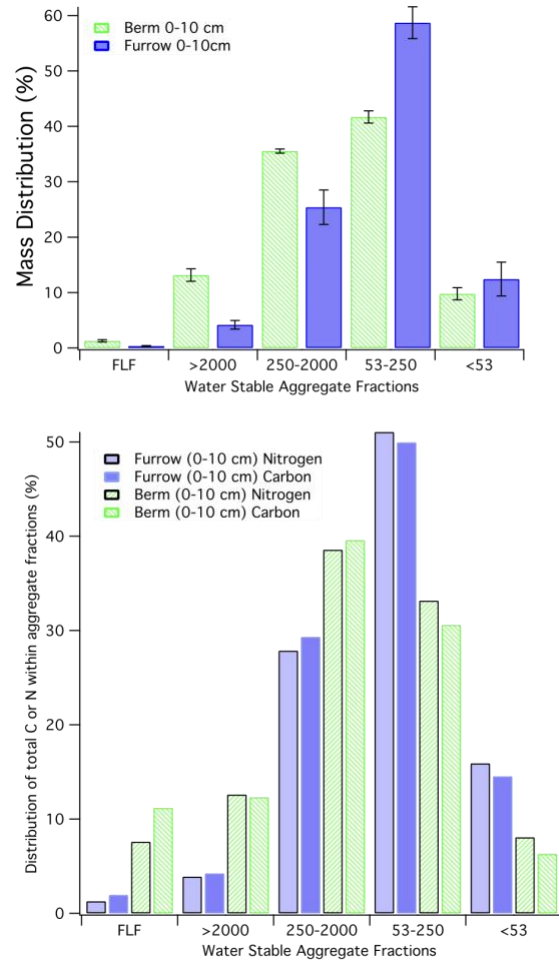 Berm 0-10 cm
Furrow 0-10cm
Mass Distribution (%)
60
50
40
30
20
10
0
FLF >2000 250-2000 53-250 <53
Water Stable Aggregate Fractions
Furrow (0-10 cm) Nitrogen
Furrow (0-10 cm) Carbon
Berm (0-10 cm) Nitrogen
Berm (0-10 cm) Carbon
Distribution of total C or N within aggregate fractions (%)
50
40
30
20
10
0
FLF >2000 250-2000 53-250 <53
Water Stable Aggregate Fractions